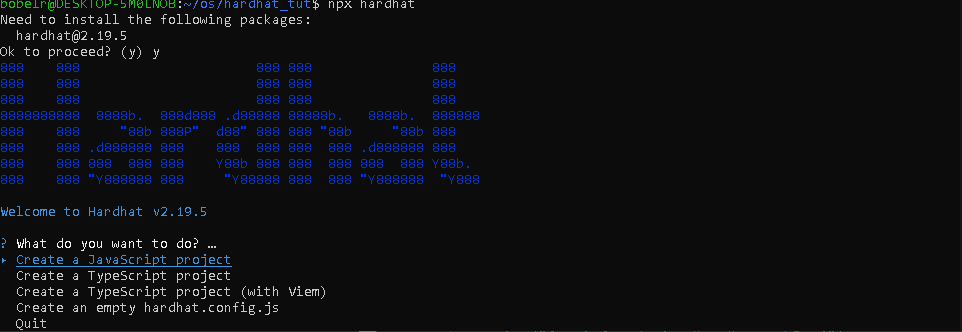 bobelr@DESKTOP-5M0LNOB:~/os/hardhat_tut$ npx hardhat
Need to install the following packages:
  hardhat@2.19.5
Ok to proceed? (y) y
888    888                      888 888               888
888    888                      888 888               888
888    888                      888 888               888
8888888888  8888b.  888d888 .d88888 88888b.   8888b.  888888
888    888     "88b 888P"  d88" 888 888 "88b     "88b 888
888    888 .d888888 888    888  888 888  888 .d888888 888
888    888 888  888 888    Y88b 888 888  888 888  888 Y88b.
888    888 "Y888888 888     "Y88888 888  888 "Y888888  "Y888
Welcome to Hardhat v2.19.5
? What do you want to do? …
▸ Create a JavaScript project
  Create a TypeScript project
  Create a TypeScript project (with Viem)
  Create an empty hardhat.config.js
  Quit